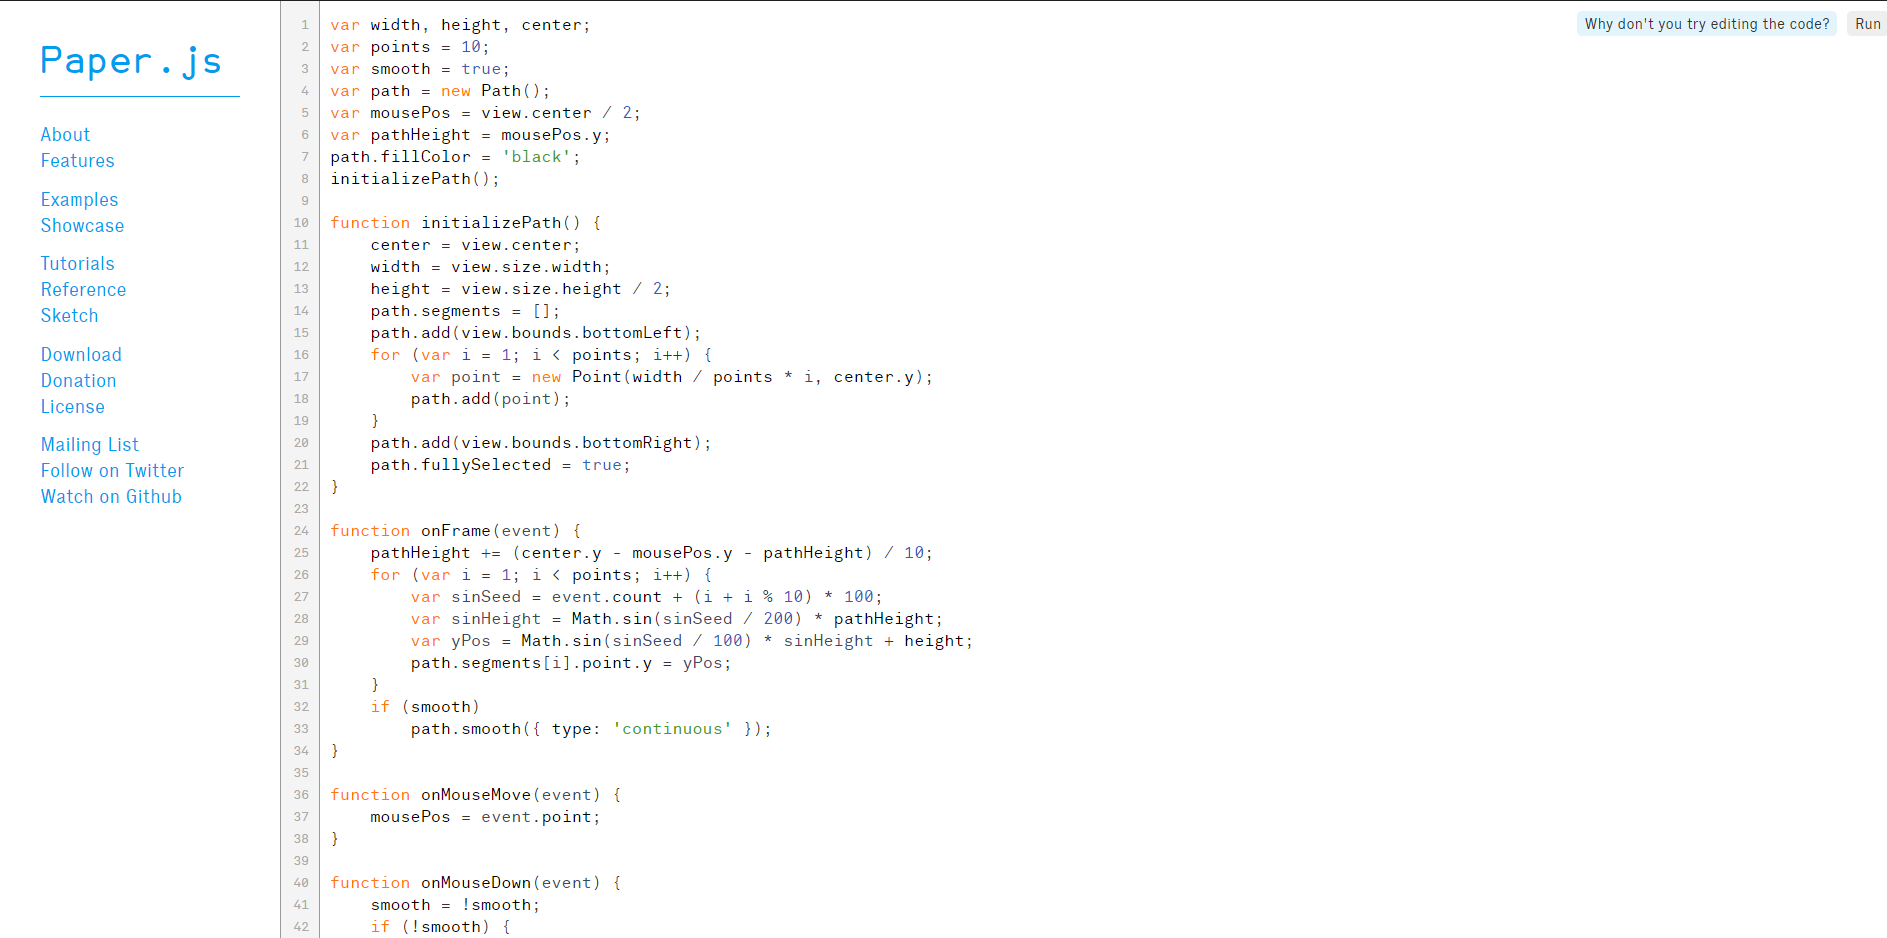 Paper.js
About
Features
Examples
Showcase
Tutorials
Reference
Sketch
Download
Donation
License
Mailing List
Follow on Twitter
Watch on Github
Why don't you try editing the code? Run
1 var width, height, center;
2 var points = 10;
3 var smooth = true;
4 var path = new Path();
5 var mousePos = view.center / 2;
6 var pathHeight = mousePos.y;
7 path.fillColor = 'black';
8 initializePath();
9
10 function initializePath() {
11     center = view.center;
12     width = view.size.width;
13     height = view.size.height / 2;
14     path.segments = [];
15     path.add(view.bounds.bottomLeft);
16     for (var i = 1; i < points; i++) {
17         var point = new Point(width / points * i, center.y);
18         path.add(point);
19     }
20     path.add(view.bounds.bottomRight);
21     path.fullySelected = true;
22 }
23
24 function onFrame(event) {
25     pathHeight += (center.y - mousePos.y - pathHeight) / 10;
26     for (var i = 1; i < points; i++) {
27         var sinSeed = event.count + (i + i % 10) * 100;
28         var sinHeight = Math.sin(sinSeed / 200) * pathHeight;
29         var yPos = Math.sin(sinSeed / 100) * sinHeight + height;
30         path.segments[i].point.y = yPos;
31     }
32     if (smooth)
33         path.smooth({ type: 'continuous' });
34 }
35
36 function onMouseMove(event) {
37     mousePos = event.point;
38 }
39
40 function onMouseDown(event) {
41     smooth = !smooth;
42     if (!smooth) {